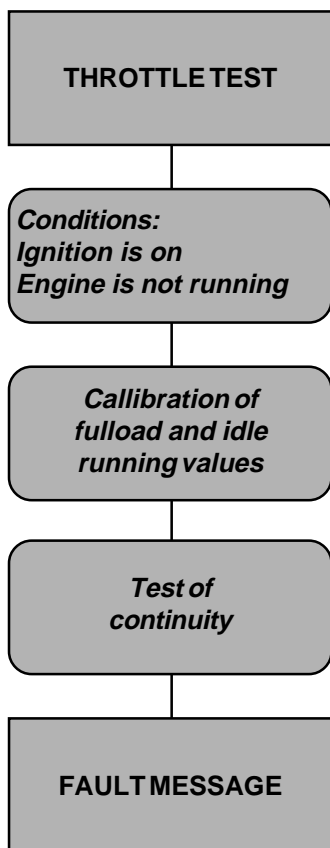 THROTTLE TEST
Conditions:
Ignition is on
Engine is not running
Callibration of
fulload and idle
running values
Test of
continuity
FAULT MESSAGE